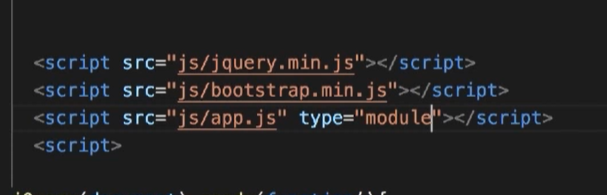 <script src="js/jquery.min.js"></script>
<script src="js/bootstrap.min.js"></script>
<script src="js/app.js" type="module"></script>
<script>